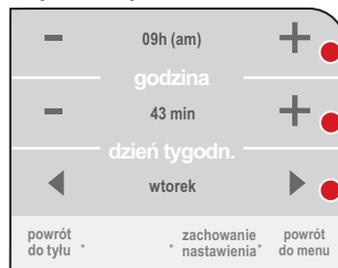 − 09h (am) +
godzina
− 43 min +
dzień tygodn.
◀ wtorek ▶
powrót do tyłu
zachowanie nastawienia
powrót do menu